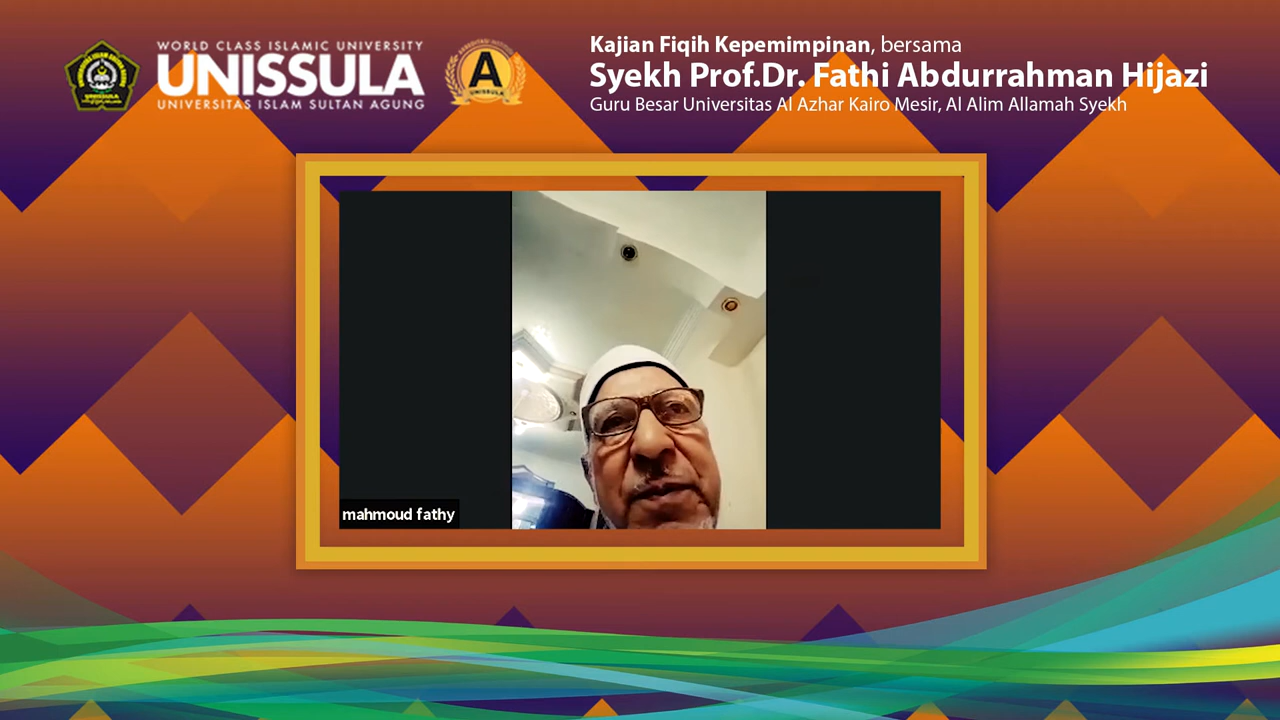 WORLD CLASS ISLAMIC UNIVERSITY
UNISSULA
UNIVERSITAS ISLAM SULTAN AGUNG
A
UNISSULA
Kajian Fiqih Kepemimpinan, bersama
Syekh Prof.Dr. Fathi Abdurrahman Hijazi
Guru Besar Universitas Al Azhar Kairo Mesir, Al Alim Allamah Syekh
mahmoud fathy